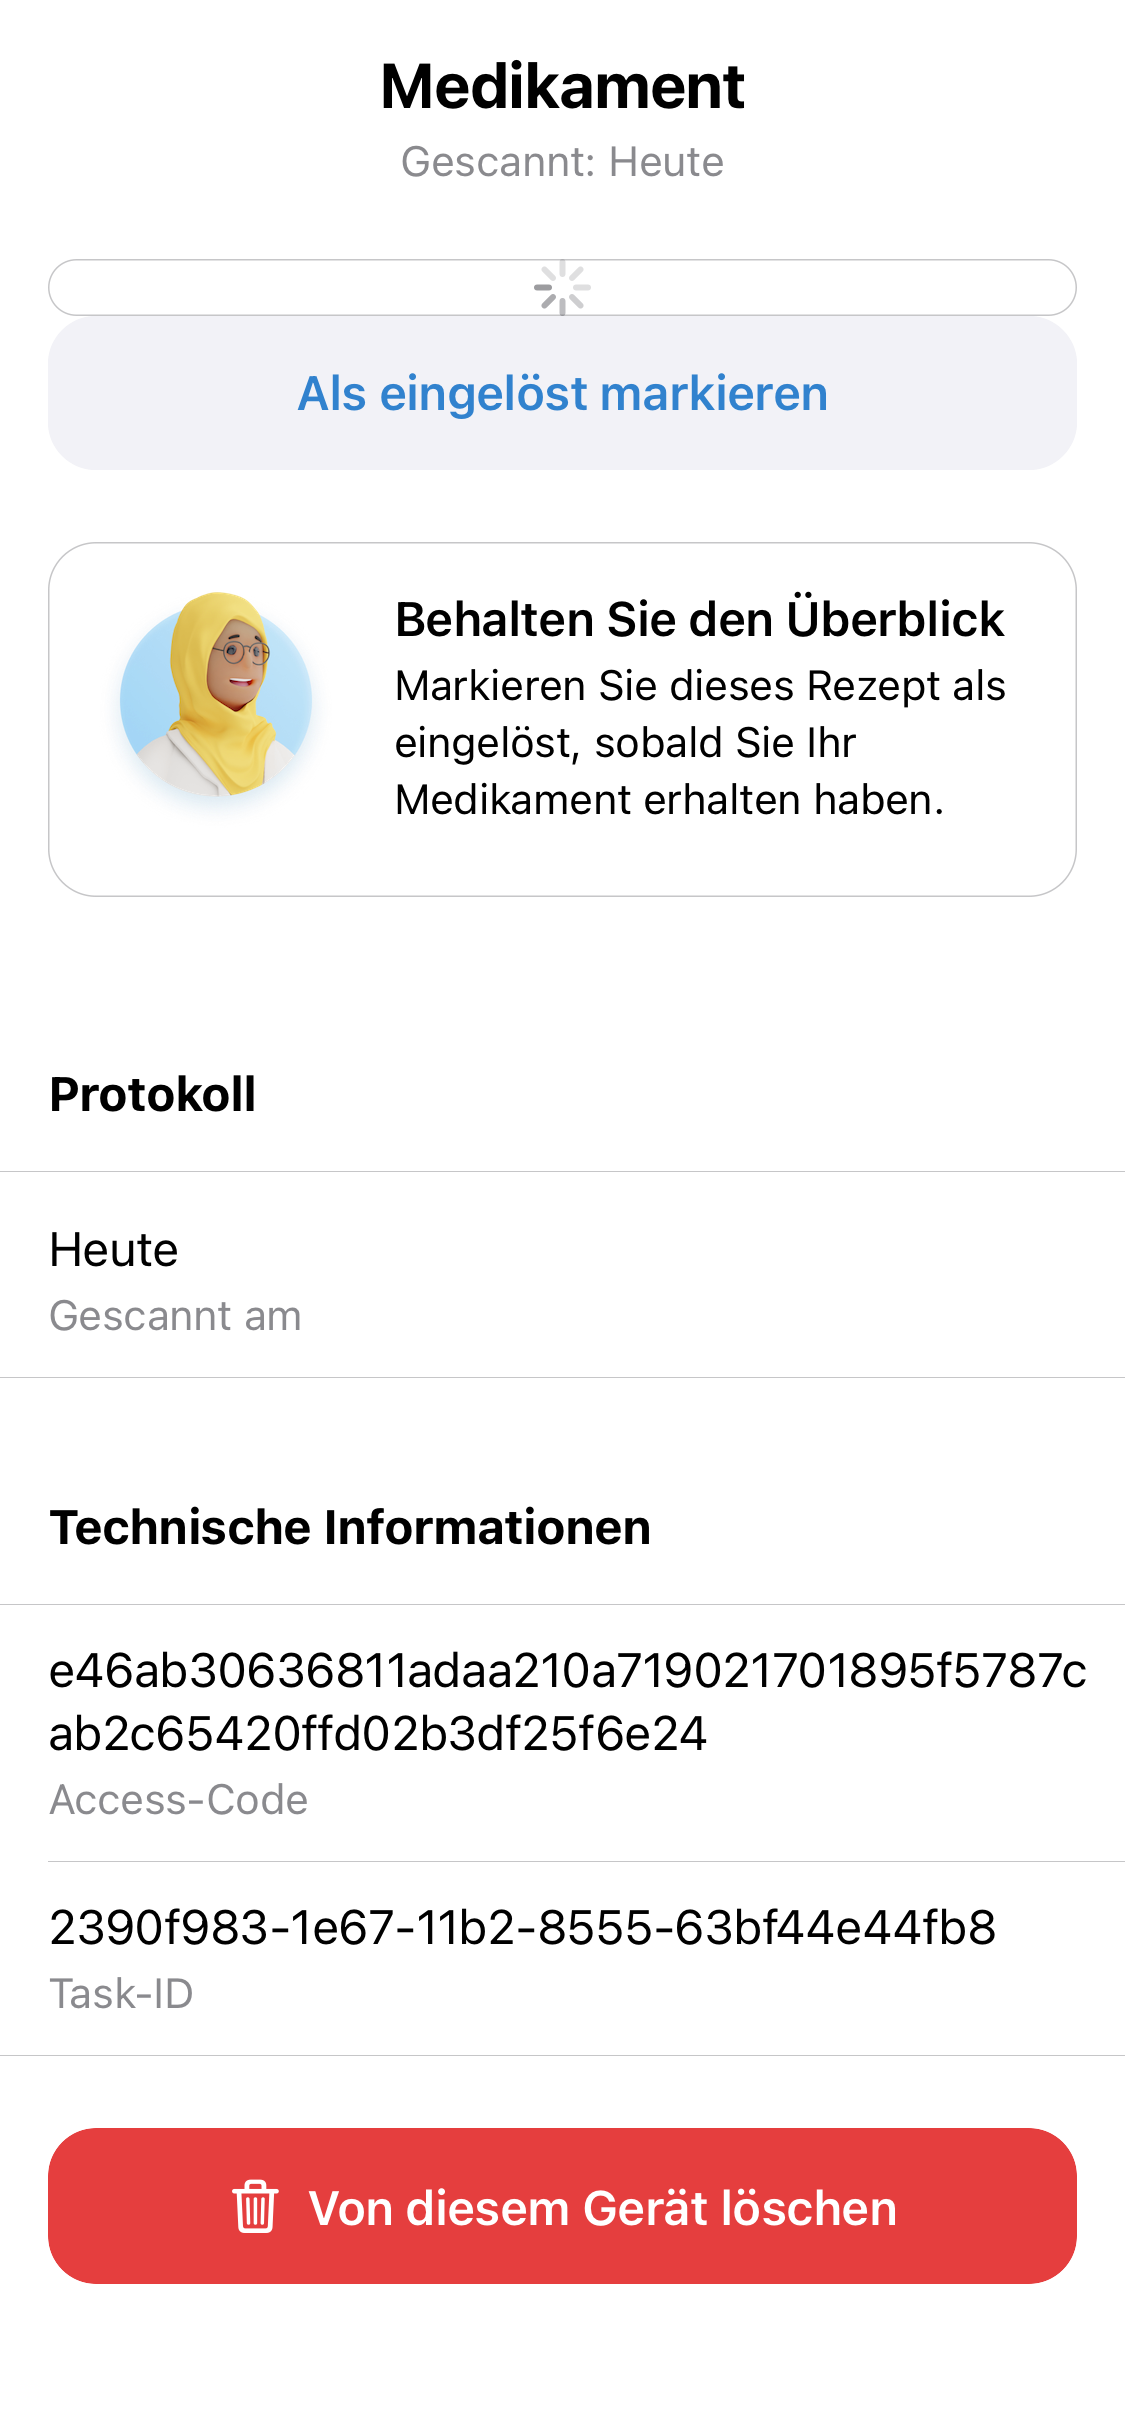 Medikament
Gescannt: Heute
Als eingelöst markieren
Behalten Sie den Überblick
Markieren Sie dieses Rezept als
eingelöst, sobald Sie Ihr
Medikament erhalten haben.
Protokoll
Heute
Gescannt am
Technische Informationen
e46ab30636811adaa210a719021701895f5787c
ab2c65420ffd02b3df25f6e24
Access-Code
2390f983-1e67-11b2-8555-63bf44e44fb8
Task-ID
Von diesem Gerät löschen